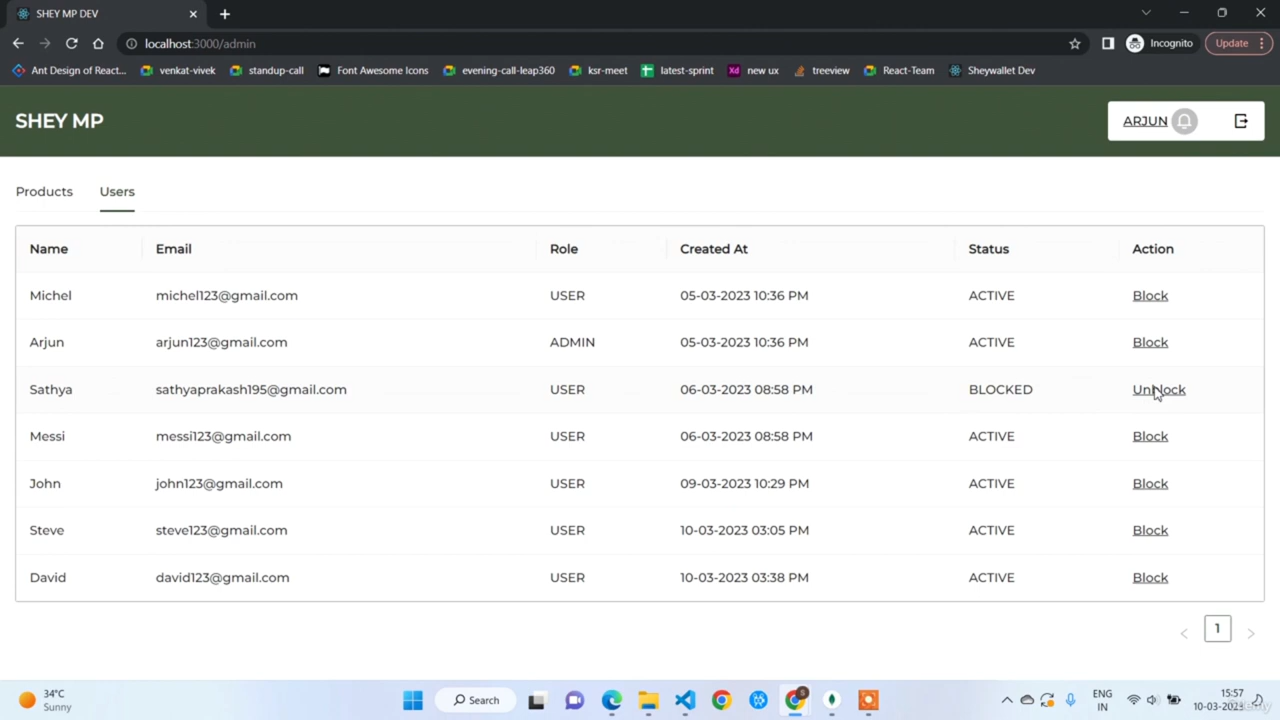 SHEY MP DEV
localhost:3000/admin
Incognito
Update
Ant Design of React...
venkat-vivek
standup-call
Font Awesome Icons
evening-call-leap360
ksr-meet
latest-sprint
Xd new ux
treeview
React-Team
Sheywallet Dev
SHEY MP
ARJUN
Products Users
Name Email Role Created At Status Action
Michel michel123@gmail.com USER 05-03-2023 10:36 PM ACTIVE Block
Arjun arjun123@gmail.com ADMIN 05-03-2023 10:36 PM ACTIVE Block
Sathya sathyaprakash195@gmail.com USER 06-03-2023 08:58 PM BLOCKED Unblock
Messi messi123@gmail.com USER 06-03-2023 08:58 PM ACTIVE Block
John john123@gmail.com USER 09-03-2023 10:29 PM ACTIVE Block
Steve steve123@gmail.com USER 10-03-2023 03:05 PM ACTIVE Block
David david123@gmail.com USER 10-03-2023 03:38 PM ACTIVE Block
1
34°C
Sunny
Search
ENG
IN
15:57
10-03-2023